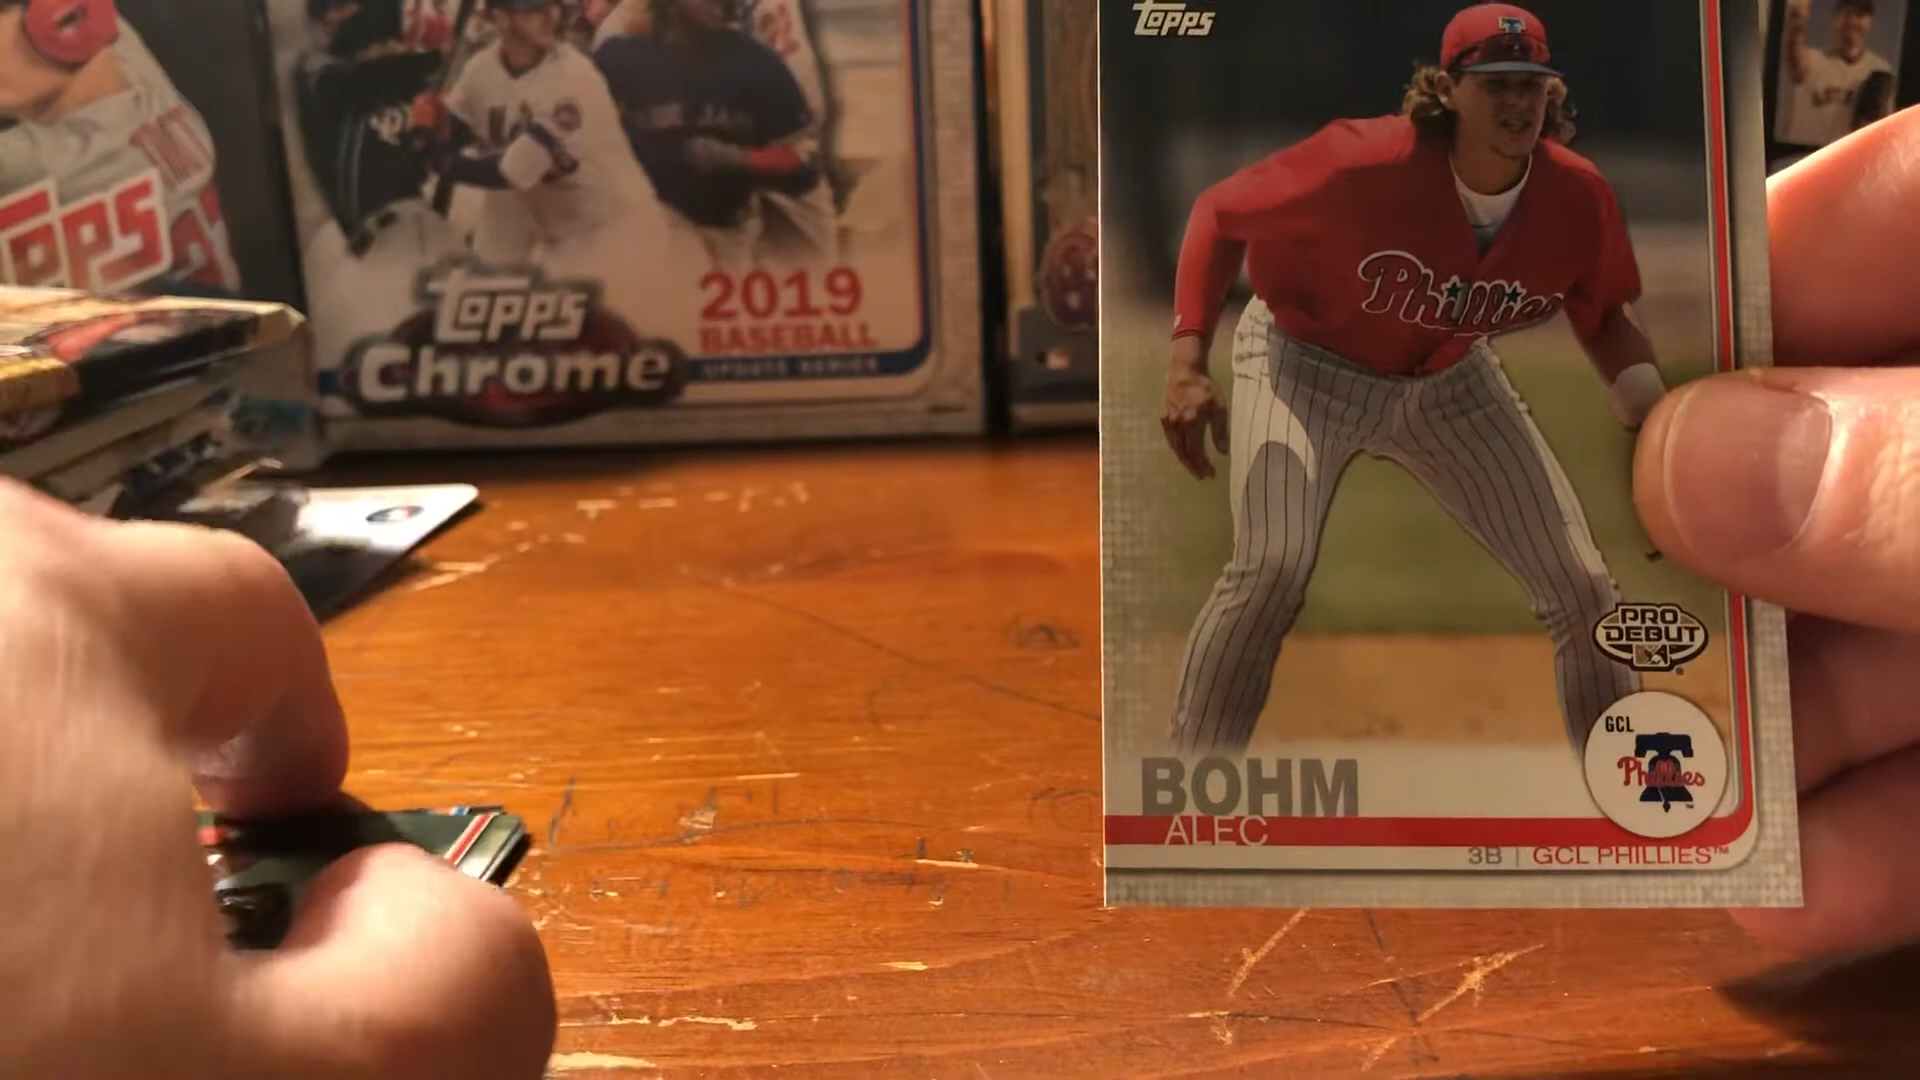 TOPPS
Topps
Chrome
2019
BASEBALL
UPDATE SERIES
TOPPS
Phillies
PRO
DEBUT
GCL
Phillies
BOHM
ALEC
3B | GCL PHILLIES™